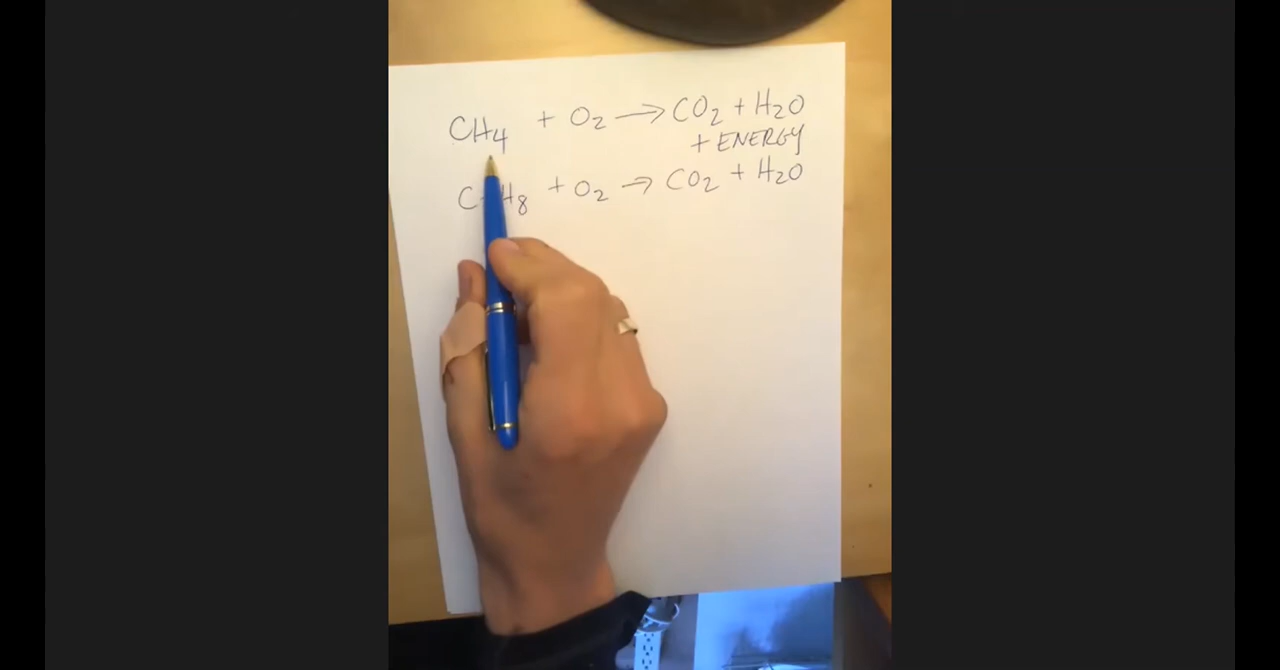 CH4 + O2 → CO2 + H2O
+ ENERGY
C H8 + O2 → CO2 + H2O